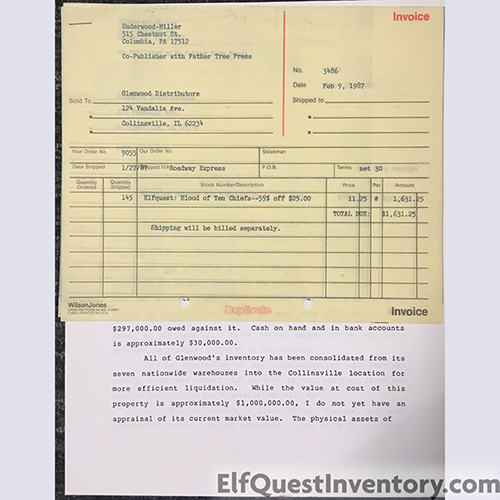 Underwood-Miller
Invoice
515 Chestnut St.
Columbia, PA 17512
Co-Publisher with Father Tree Press
No. 3486
Date Feb 9, 1987
Glenwood Distributors
Sold To
Shipped to
124 Vandalia Ave.
Collinsville, IL 62234
Your Order No. 9055 Our Order No. Salesman
Date Shipped 1/27/87 Shipped VIA Roadway Express F.O.B. Terms net 30
Quantity Ordered Quantity Shipped Stock Number/Description Price Per Amount
145 Elfquest: Blood of Ten Chiefs--55% off $25.00 11.25 @ 1,631.25
TOTAL DUE: $1,631.25
Shipping will be billed separately.
WilsonJones
Duplicate
Invoice
$297,000.00 owed against it. Cash on hand and in bank accounts
is approximately $30,000.00.
All of Glenwood's inventory has been consolidated from its
seven nationwide warehouses into the Collinsville location for
more efficient liquidation. While the value at cost of this
property is approximately $1,000,000.00, I do not yet have an
appraisal of its current market value. The physical assets of
ElfQuestInventory.com